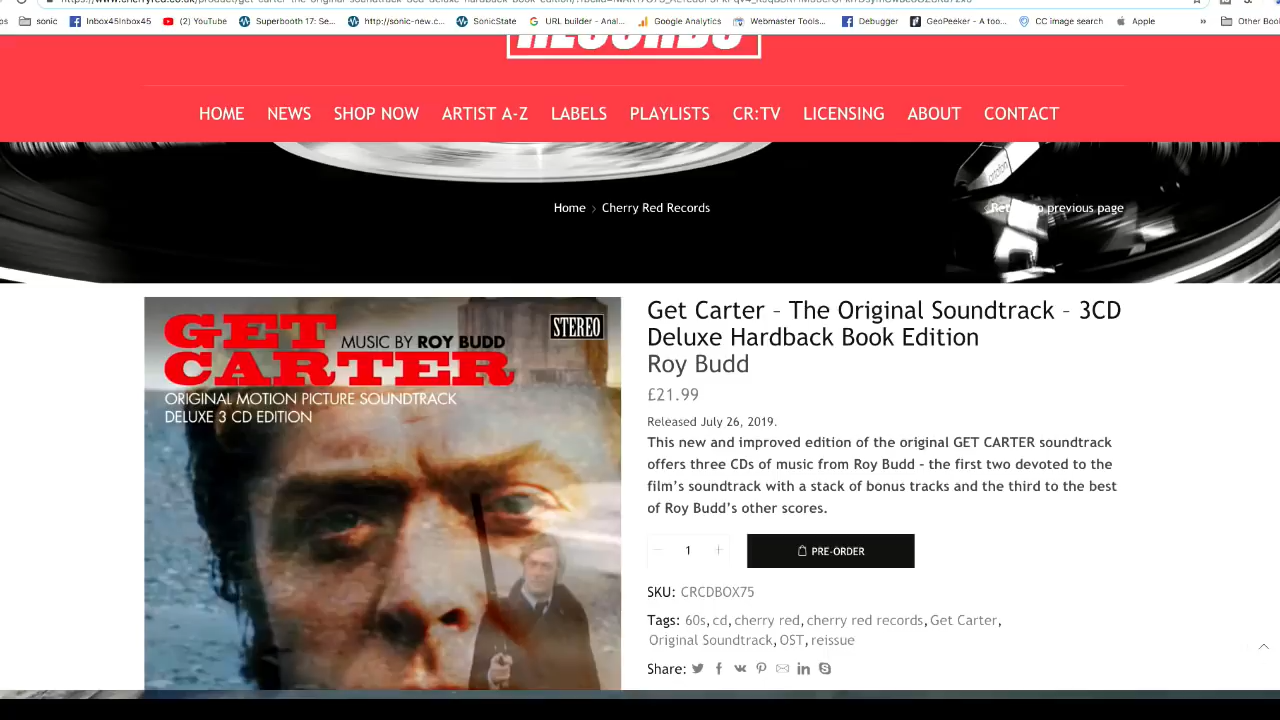 sonic
Inbox45Inbox45
(2) YouTube
Superbooth 17: Se...
http://sonic-new.c...
SonicState
URL builder - Anal...
Google Analytics
Webmaster Tools...
Debugger
GeoPeeker - A too...
CC image search
Apple
»
RECORDS
HOME NEWS SHOP NOW ARTIST A-Z LABELS PLAYLISTS CR:TV LICENSING ABOUT CONTACT
Home > Cherry Red Records
previous page
GET
CARTER
MUSIC BY ROY BUDD
STEREO
ORIGINAL MOTION PICTURE SOUNDTRACK
DELUXE 3 CD EDITION
Get Carter – The Original Soundtrack – 3CD
Deluxe Hardback Book Edition
Roy Budd
£21.99
Released July 26, 2019.
This new and improved edition of the original GET CARTER soundtrack
offers three CDs of music from Roy Budd – the first two devoted to the
film's soundtrack with a stack of bonus tracks and the third to the best
of Roy Budd's other scores.
– 1 +
PRE-ORDER
SKU: CRCDBOX75
Tags: 60s, cd, cherry red, cherry red records, Get Carter,
Original Soundtrack, OST, reissue
Share: